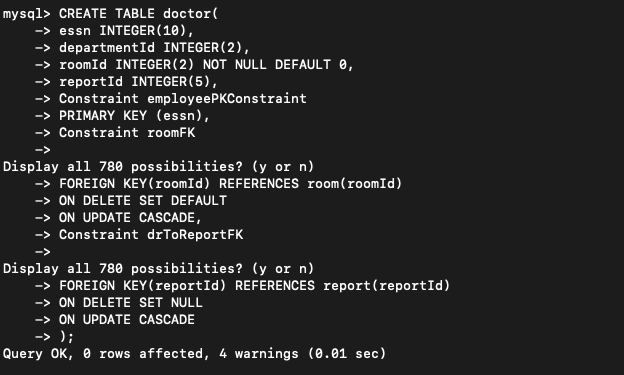 mysql> CREATE TABLE doctor(
    -> essn INTEGER(10),
    -> departmentId INTEGER(2),
    -> roomId INTEGER(2) NOT NULL DEFAULT 0,
    -> reportId INTEGER(5),
    -> Constraint employeePKConstraint
    -> PRIMARY KEY (essn),
    -> Constraint roomFK
    ->
Display all 780 possibilities? (y or n)
    -> FOREIGN KEY(roomId) REFERENCES room(roomId)
    -> ON DELETE SET DEFAULT
    -> ON UPDATE CASCADE,
    -> Constraint drToReportFK
    ->
Display all 780 possibilities? (y or n)
    -> FOREIGN KEY(reportId) REFERENCES report(reportId)
    -> ON DELETE SET NULL
    -> ON UPDATE CASCADE
    -> );
Query OK, 0 rows affected, 4 warnings (0.01 sec)